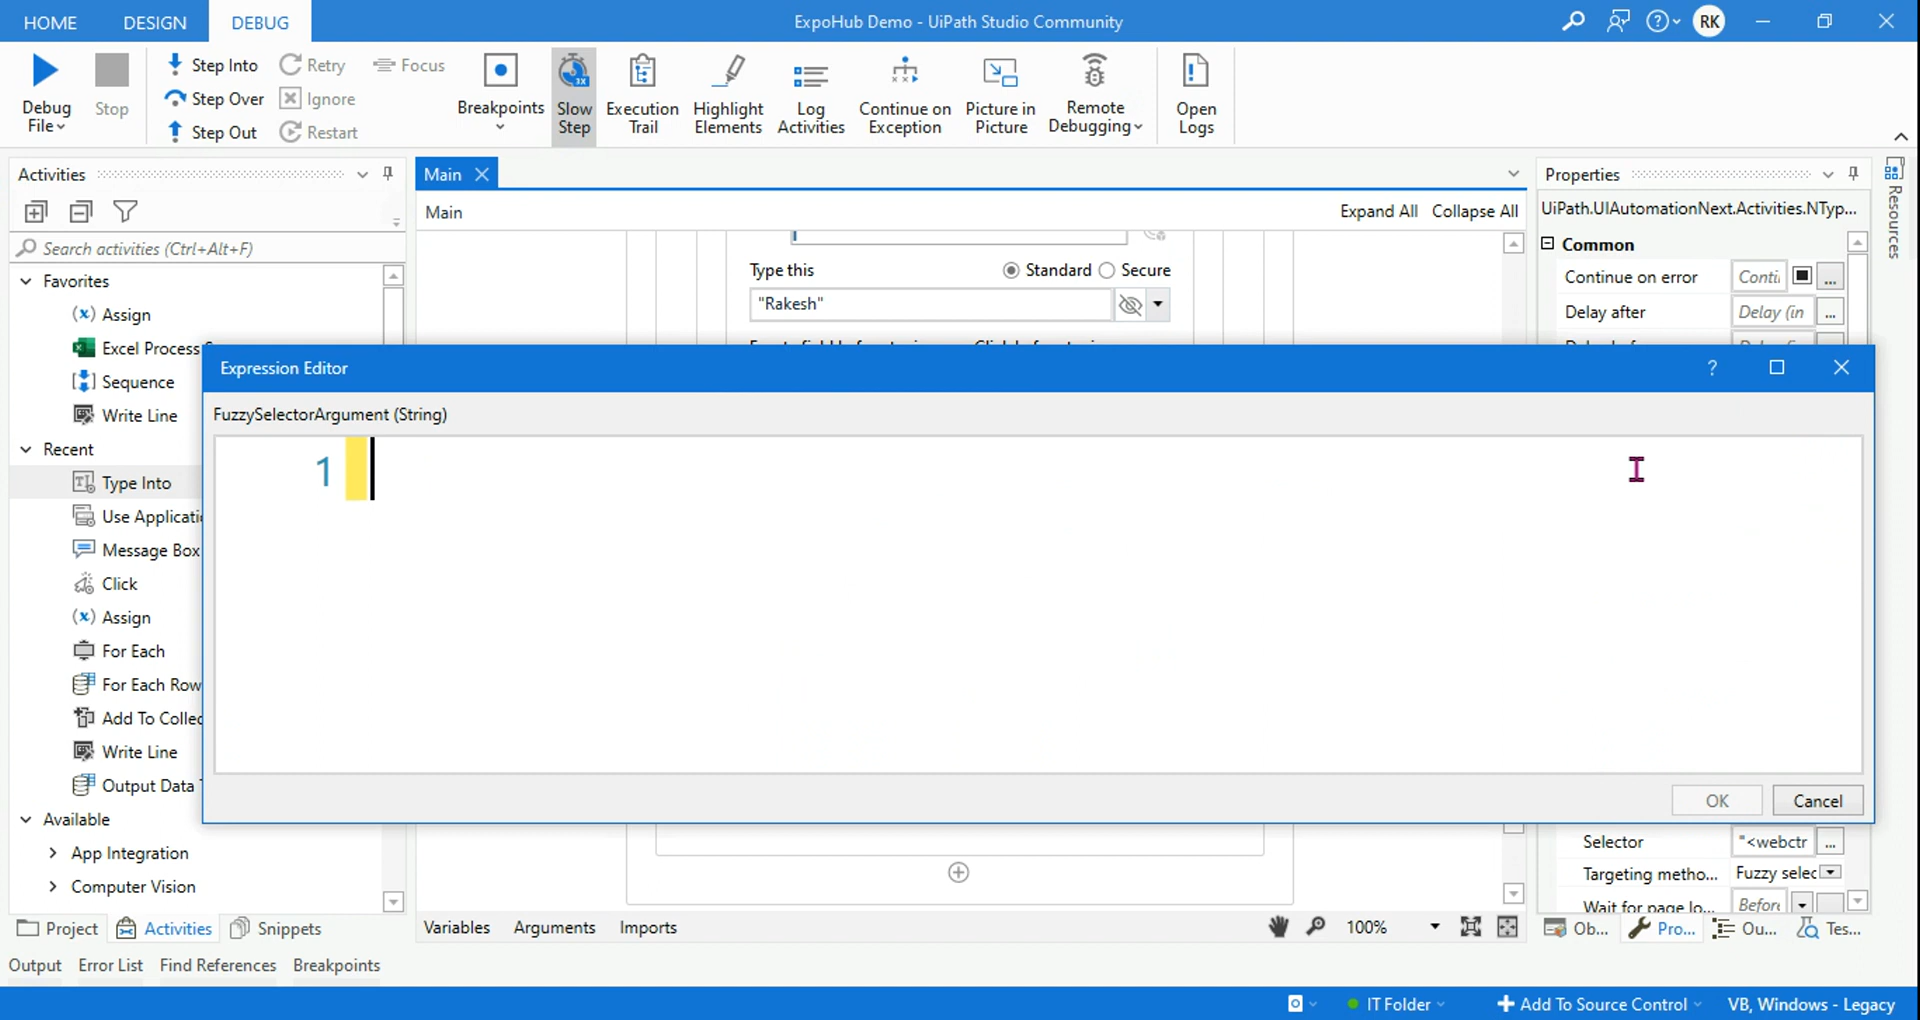 HOME DESIGN DEBUG
ExpoHub Demo - UiPath Studio Community
RK
Debug File
Stop
Step Into
Step Over
Step Out
Retry
Ignore
Restart
Focus
Breakpoints
Slow Step
Execution Trail
Highlight Elements
Log Activities
Continue on Exception
Picture in Picture
Remote Debugging
Open Logs
Activities
Search activities (Ctrl+Alt+F)
Favorites
Assign
Excel Process
Sequence
Write Line
Recent
Type Into
Use Applicati
Message Box
Click
Assign
For Each
For Each Row
Add To Collec
Write Line
Output Data
Available
App Integration
Computer Vision
Project Activities Snippets
Main
Main
Expand All Collapse All
Type this
Standard Secure
"Rakesh"
Expression Editor
?
FuzzySelectorArgument (String)
1
OK Cancel
Variables Arguments Imports
100%
Properties
UiPath.UIAutomationNext.Activities.NTyp...
Common
Continue on error Conti ...
Delay after Delay (in ...
Selector "<webctr ...
Targeting metho... Fuzzy selec
Wait for page lo... Before
Ob... Pro... Ou... Tes...
Resources
Output Error List Find References Breakpoints
IT Folder
Add To Source Control
VB, Windows - Legacy